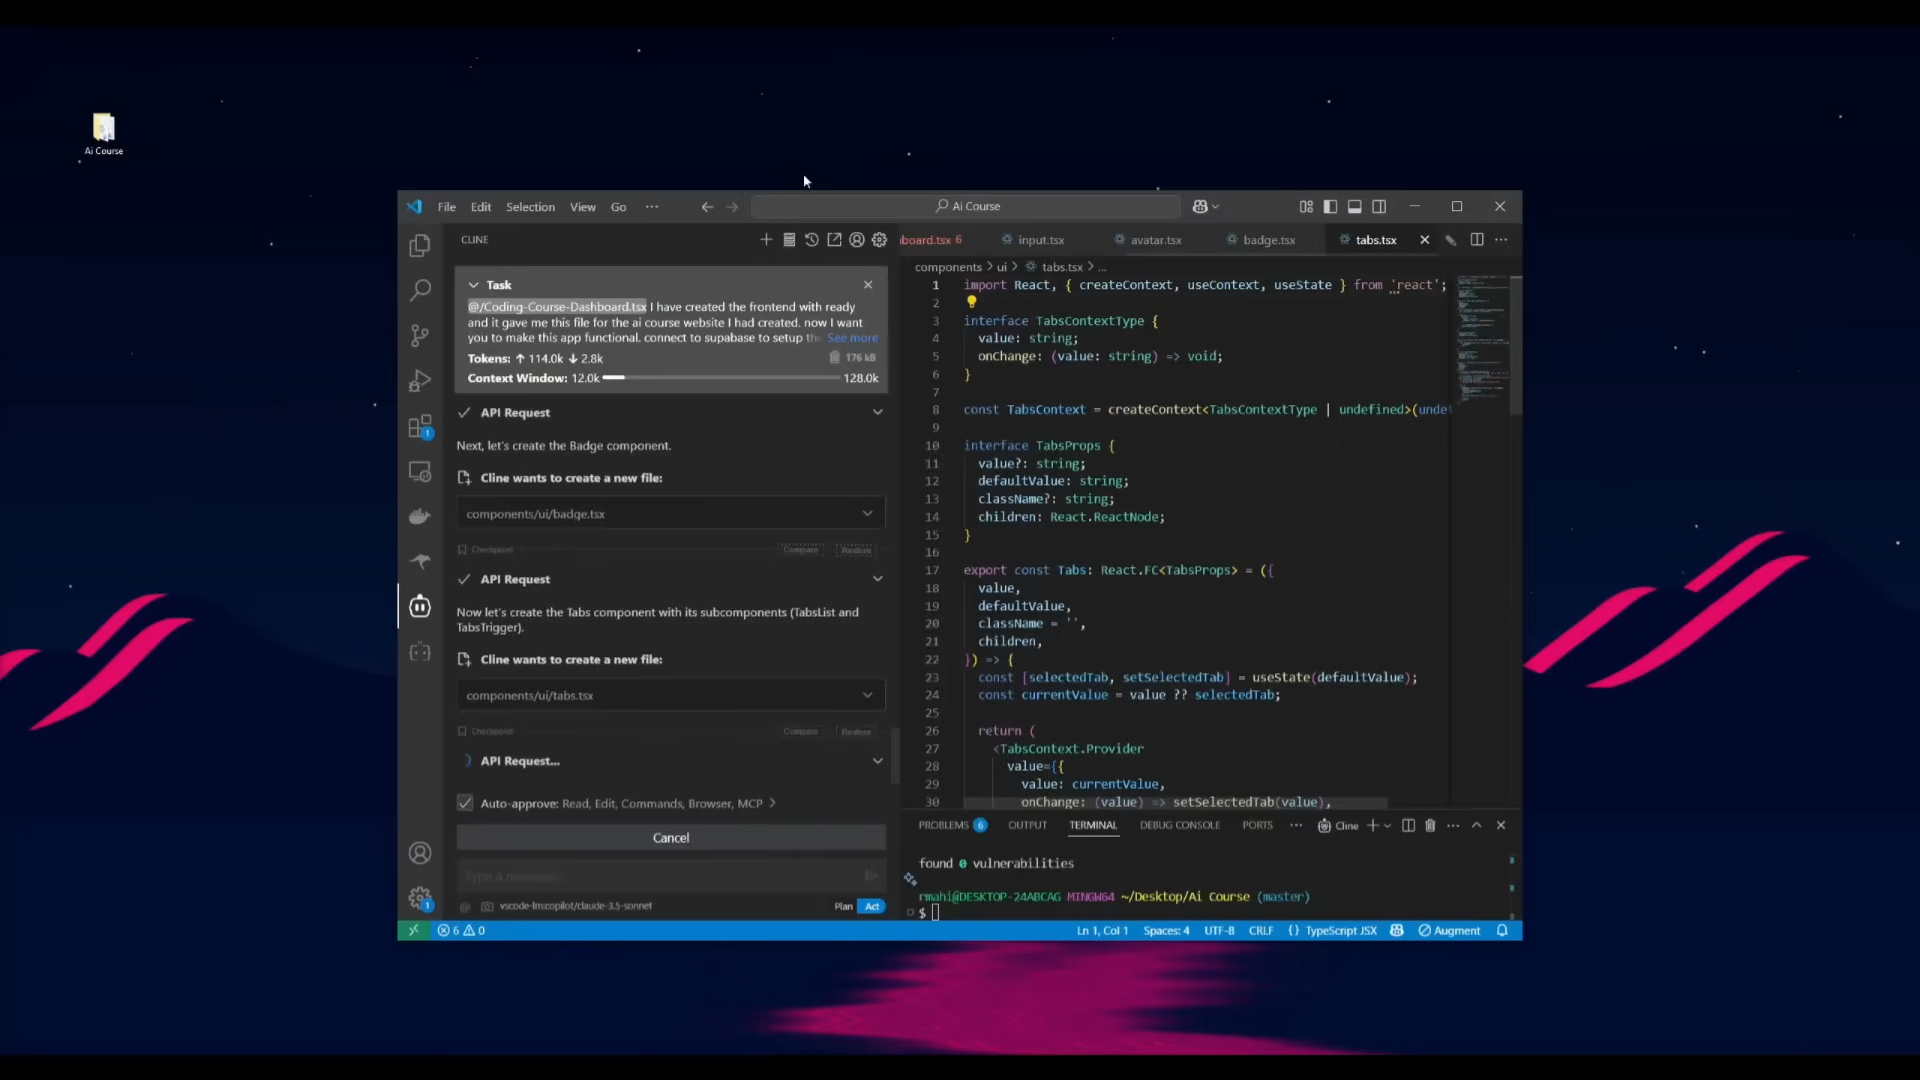 Ai Course
File Edit Selection View Go ···
Ai Course
CLINE
Task
@/Coding-Course-Dashboard.tsx I have created the frontend with ready
and it gave me this file for the ai course website I had created. now I want
you to make this app functional. connect to supabase to setup the See more
Tokens: ↑ 114.0k ↓ 2.8k 176 kB
Context Window: 12.0k 128.0k
API Request
Next, let's create the Badge component.
Cline wants to create a new file:
components/ui/badge.tsx
Checkpoint Compare Restore
API Request
Now let's create the Tabs component with its subcomponents (TabsList and
TabsTrigger).
Cline wants to create a new file:
components/ui/tabs.tsx
Checkpoint Compare Restore
API Request...
Auto-approve: Read, Edit, Commands, Browser, MCP >
Cancel
Type a message...
@ vscode-lm:copilot/claude-3.5-sonnet Plan Act
board.tsx 6 input.tsx avatar.tsx badge.tsx tabs.tsx
components > ui > tabs.tsx > ...
1 import React, { createContext, useContext, useState } from 'react';
2
3 interface TabsContextType {
4 value: string;
5 onChange: (value: string) => void;
6 }
7
8 const TabsContext = createContext<TabsContextType | undefined>(unde
9
10 interface TabsProps {
11 value?: string;
12 defaultValue: string;
13 className?: string;
14 children: React.ReactNode;
15 }
16
17 export const Tabs: React.FC<TabsProps> = ({
18 value,
19 defaultValue,
20 className = '',
21 children,
22 }) => {
23 const [selectedTab, setSelectedTab] = useState(defaultValue);
24 const currentValue = value ?? selectedTab;
25
26 return (
27 <TabsContext.Provider
28 value={{
29 value: currentValue,
30 onChange: (value) => setSelectedTab(value),
PROBLEMS 6 OUTPUT TERMINAL DEBUG CONSOLE PORTS ··· Cline
found 0 vulnerabilities
rmahi@DESKTOP-24ABCAG MINGW64 ~/Desktop/Ai Course (master)
$
6 0 Ln 1, Col 1 Spaces: 4 UTF-8 CRLF {} TypeScript JSX Augment
1
1